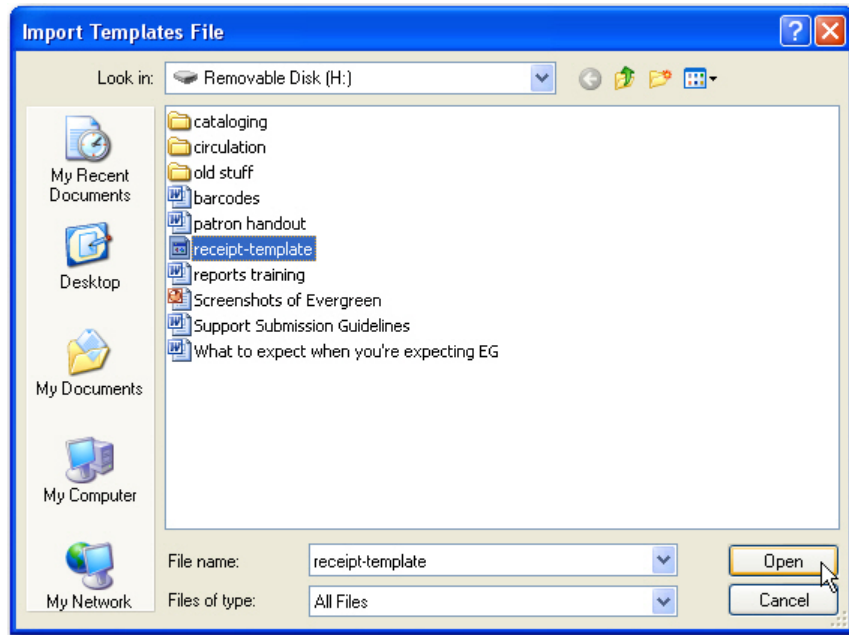 Import Templates File
Look in: Removable Disk (H:)
My Recent
Documents
Desktop
My Documents
My Computer
My Network
cataloging
circulation
old stuff
barcodes
patron handout
receipt-template
reports training
Screenshots of Evergreen
Support Submission Guidelines
What to expect when you're expecting EG
File name: receipt-template Open
Files of type: All Files Cancel